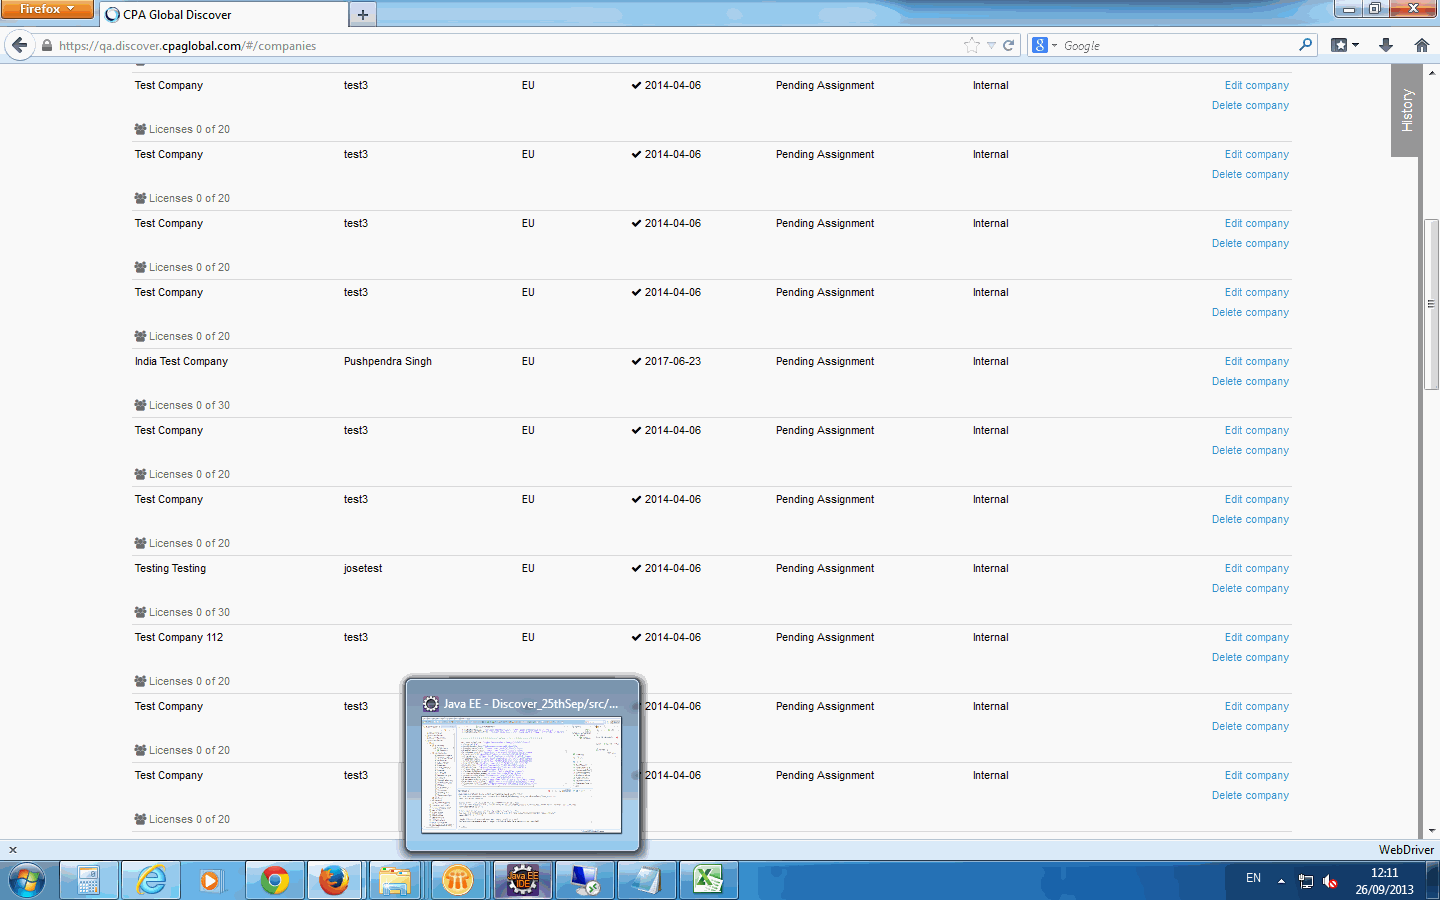 Firefox
CPA Global Discover
https://qa.discover.cpaglobal.com/#/companies
Google
History
Test Company test3 EU 2014-04-06 Pending Assignment Internal Edit company
Delete company
Licenses 0 of 20
Test Company test3 EU 2014-04-06 Pending Assignment Internal Edit company
Delete company
Licenses 0 of 20
Test Company test3 EU 2014-04-06 Pending Assignment Internal Edit company
Delete company
Licenses 0 of 20
Test Company test3 EU 2014-04-06 Pending Assignment Internal Edit company
Delete company
Licenses 0 of 20
India Test Company Pushpendra Singh EU 2017-06-23 Pending Assignment Internal Edit company
Delete company
Licenses 0 of 30
Test Company test3 EU 2014-04-06 Pending Assignment Internal Edit company
Delete company
Licenses 0 of 20
Test Company test3 EU 2014-04-06 Pending Assignment Internal Edit company
Delete company
Licenses 0 of 20
Testing Testing josetest EU 2014-04-06 Pending Assignment Internal Edit company
Delete company
Licenses 0 of 30
Test Company 112 test3 EU 2014-04-06 Pending Assignment Internal Edit company
Delete company
Licenses 0 of 20
Test Company test3 2014-04-06 Pending Assignment Internal Edit company
Delete company
Licenses 0 of 20
Test Company test3 2014-04-06 Pending Assignment Internal Edit company
Delete company
Licenses 0 of 20
Java EE - Discover_25thSep/src/...
WebDriver
Java EE
IDE
EN
12:11
26/09/2013